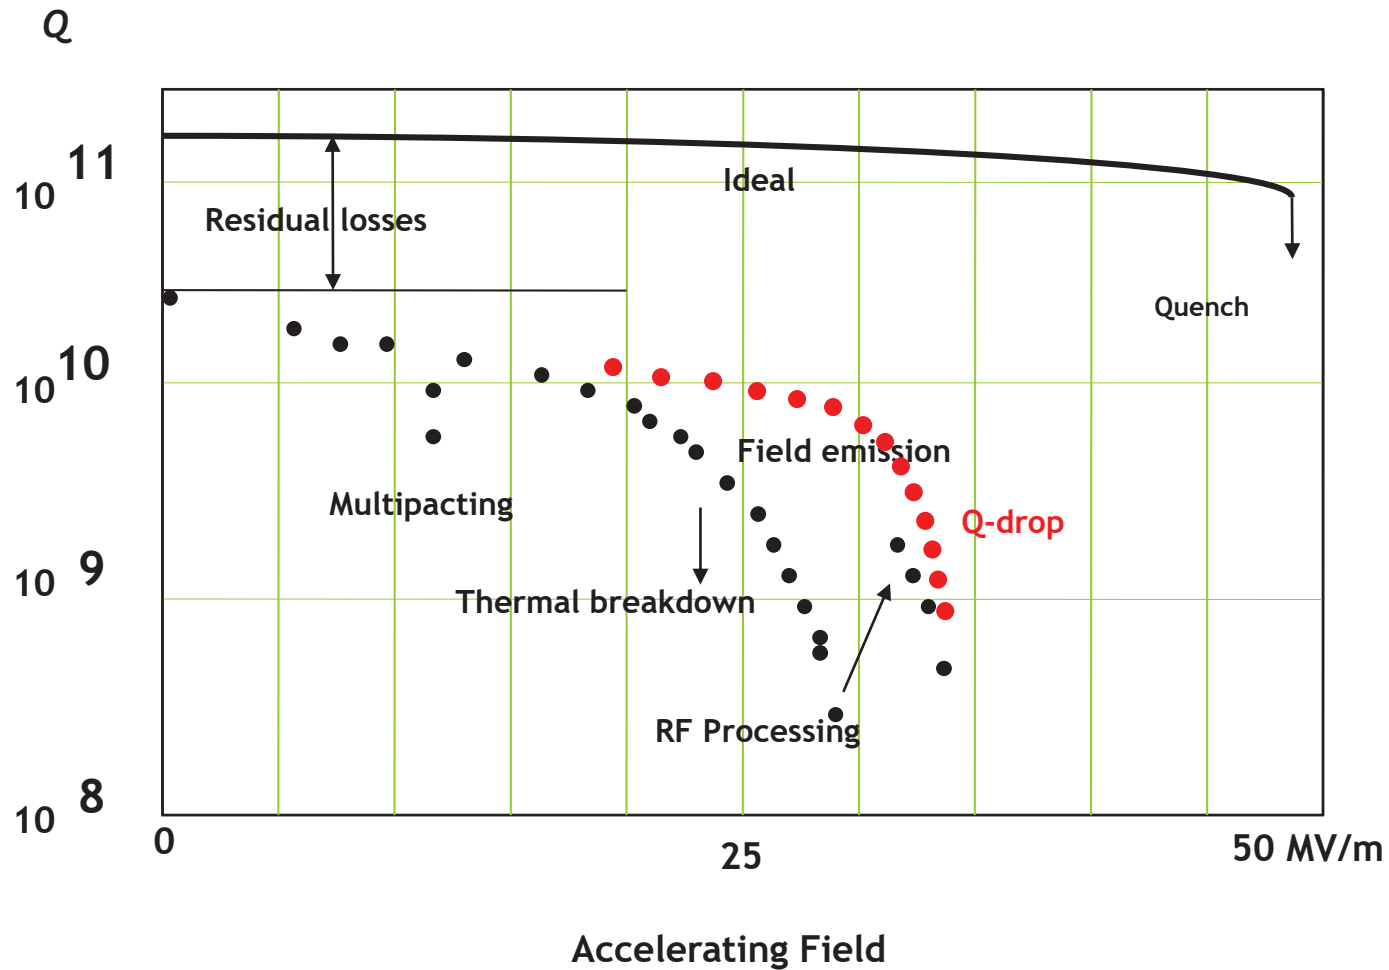 Q
10 11
Ideal
Residual losses
Quench
10 10
Field emission
Multipacting
Q-drop
10 9
Thermal breakdown
RF Processing
10 8
0
25
50 MV/m
Accelerating Field